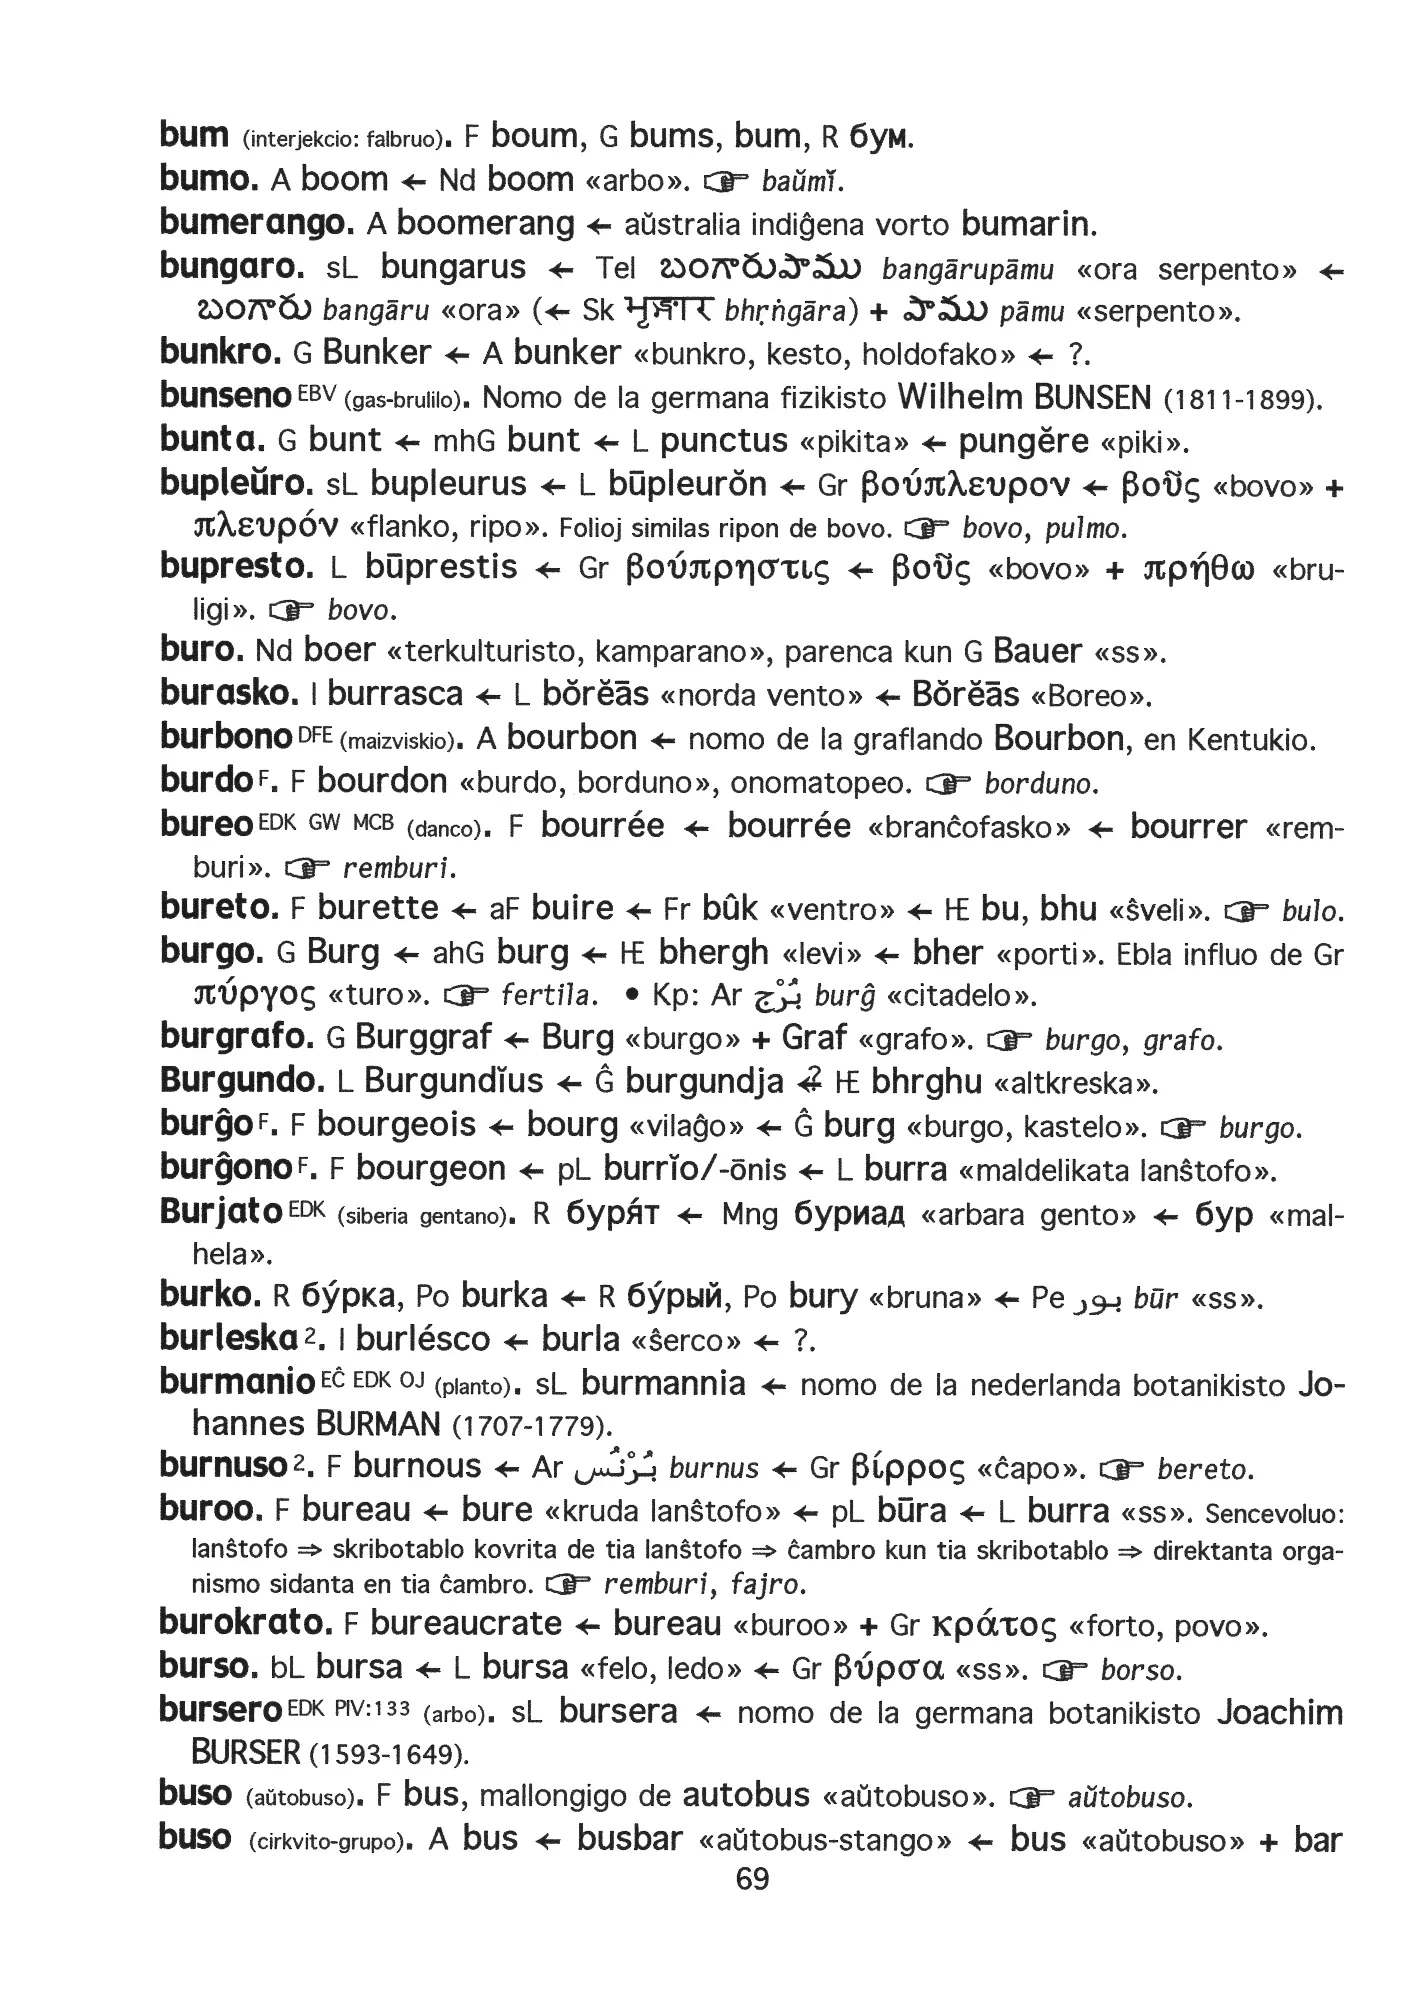 bum (interjekcio: falbruo). F boum, G bums, bum, R бум.
bumo. A boom ← Nd boom «arbo». ☞ baŭmĭ.
bumerango. A boomerang ← aŭstralia indiĝena vorto bumarin.
bungaro. sL bungarus ← Tel బంగారుపాము bangārupāmu «ora serpento» ←
బంగారు bangāru «ora» (← Sk भृङ्गार bhṛṅgāra) + పాము pāmu «serpento».
bunkro. G Bunker ← A bunker «bunkro, kesto, holdofako» ← ?.
bunseno EBV (gas-brulilo). Nomo de la germana fizikisto Wilhelm BUNSEN (1811-1899).
bunta. G bunt ← mhG bunt ← L punctus «pikita» ← pungĕre «piki».
bupleŭro. sL bupleurus ← L būpleurŏn ← Gr βούπλευρον ← βοῦς «bovo» +
πλευρόν «flanko, ripo». Folioj similas ripon de bovo. ☞ bovo, pulmo.
bupresto. L būprestis ← Gr βούπρηστις ← βοῦς «bovo» + πρήθω «bru-
ligi». ☞ bovo.
buro. Nd boer «terkulturisto, kamparano», parenca kun G Bauer «ss».
burasko. I burrasca ← L bŏrĕās «norda vento» ← Bŏrĕās «Boreo».
burbono DFE (maizviskio). A bourbon ← nomo de la graflando Bourbon, en Kentukio.
burdo F. F bourdon «burdo, borduno», onomatopeo. ☞ borduno.
bureo EDK GW MCB (danco). F bourrée ← bourrée «branĉofasko» ← bourrer «rem-
buri». ☞ remburi.
bureto. F burette ← aF buire ← Fr bûk «ventro» ← HE bu, bhu «ŝveli». ☞ bulo.
burgo. G Burg ← ahG burg ← HE bhergh «levi» ← bher «porti». Ebla influo de Gr
πύργος «turo». ☞ fertila. • Kp: Ar بُرْج burĝ «citadelo».
burgrafo. G Burggraf ← Burg «burgo» + Graf «grafo». ☞ burgo, grafo.
Burgundo. L Burgundĭus ← Ĝ burgundja ←? HE bhrghu «altkreska».
burĝo F. F bourgeois ← bourg «vilaĝo» ← Ĝ burg «burgo, kastelo». ☞ burgo.
burĝono F. F bourgeon ← pL burrĭo/-ōnis ← L burra «maldelikata lanŝtofo».
Burjato EDK (siberia gentano). R буря́т ← Mng буриад «arbara gento» ← бур «mal-
hela».
burko. R бу́рка, Po burka ← R бу́рый, Po bury «bruna» ← Pe بور būr «ss».
burleska 2. I burlésco ← burla «ŝerco» ← ?.
burmanio EĈ EDK OJ (planto). sL burmannia ← nomo de la nederlanda botanikisto Jo-
hannes BURMAN (1707-1779).
burnuso 2. F burnous ← Ar بُرْنُس burnus ← Gr βίρρος «ĉapo». ☞ bereto.
buroo. F bureau ← bure «kruda lanŝtofo» ← pL būra ← L burra «ss». Sencevoluo:
lanŝtofo ⇒ skribotablo kovrita de tia lanŝtofo ⇒ ĉambro kun tia skribotablo ⇒ direktanta orga-
nismo sidanta en tia ĉambro. ☞ remburi, fajro.
burokrato. F bureaucrate ← bureau «buroo» + Gr κράτος «forto, povo».
burso. bL bursa ← L bursa «felo, ledo» ← Gr βύρσα «ss». ☞ borso.
bursero EDK PIV:133 (arbo). sL bursera ← nomo de la germana botanikisto Joachim
BURSER (1593-1649).
buso (aŭtobuso). F bus, mallongigo de autobus «aŭtobuso». ☞ aŭtobuso.
buso (cirkvito-grupo). A bus ← busbar «aŭtobus-stango» ← bus «aŭtobuso» + bar
69